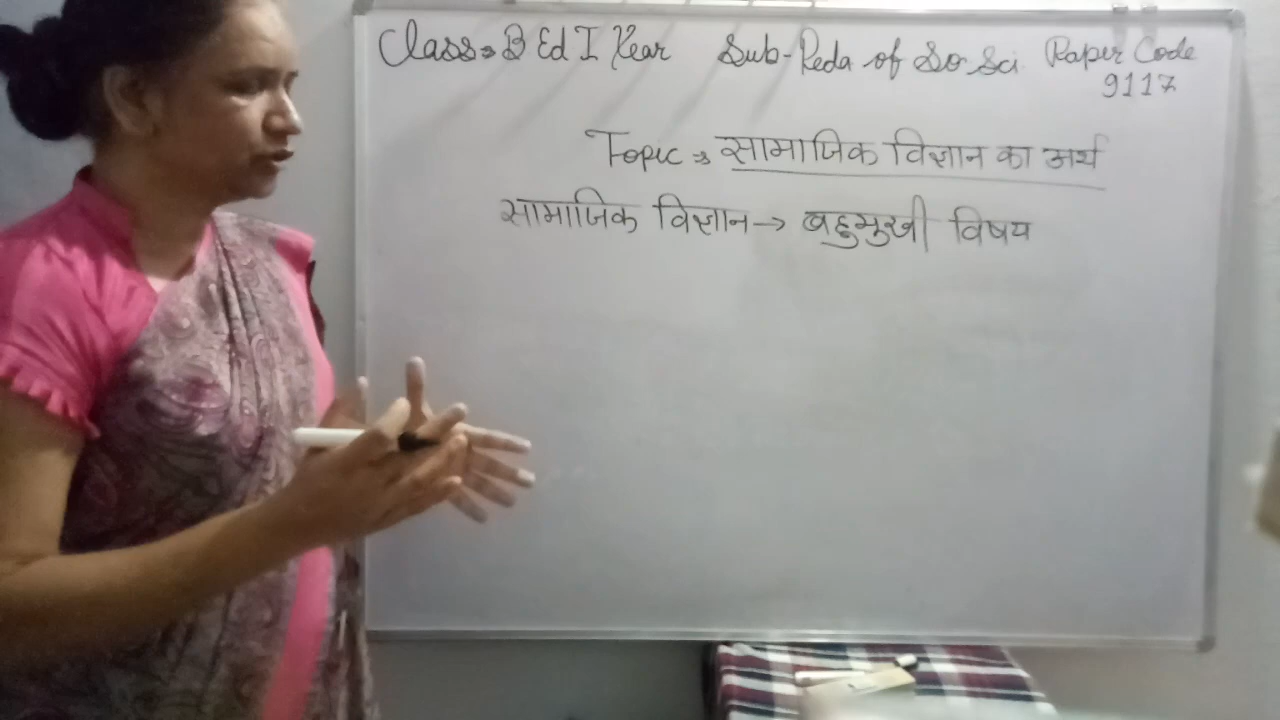 Class→ B Ed I Year Sub-Peda of So Sci Paper Code
9117
Topic → सामाजिक विज्ञान का अर्थ
सामाजिक विज्ञान → बहुमुखी विषय